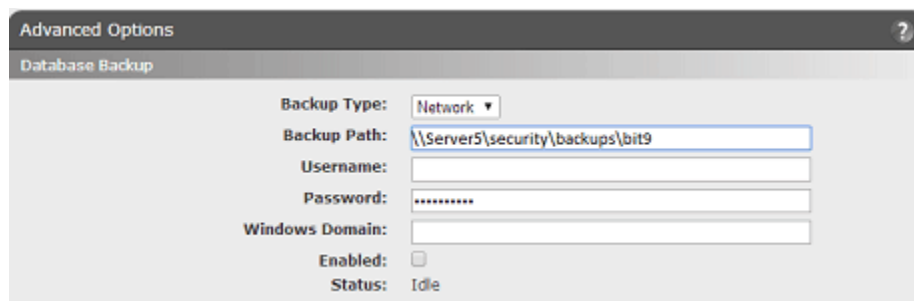 Advanced Options ?
Database Backup
Backup Type: Network ▼
Backup Path: \\Server5\security\backups\bit9
Username:
Password: ••••••••••
Windows Domain:
Enabled:
Status: Idle